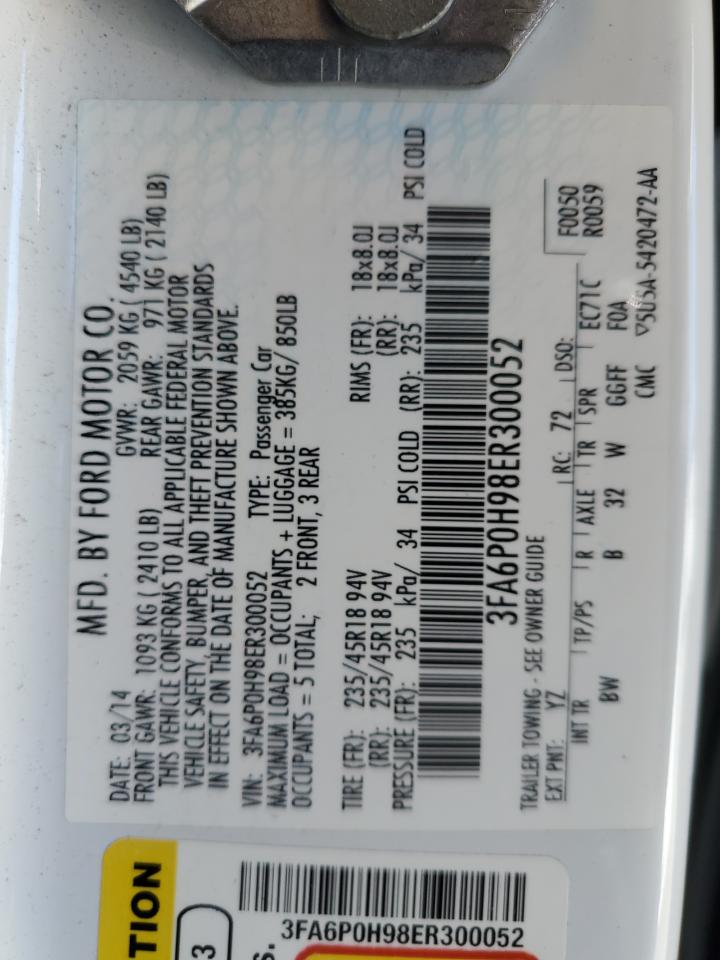 MFD. BY FORD MOTOR CO.
DATE: 03/14 GVWR: 2059 KG ( 4540 LB)
FRONT GAWR: 1093 KG ( 2410 LB) REAR GAWR: 971 KG ( 2140 LB)
THIS VEHICLE CONFORMS TO ALL APPLICABLE FEDERAL MOTOR
VEHICLE SAFETY, BUMPER, AND THEFT PREVENTION STANDARDS
IN EFFECT ON THE DATE OF MANUFACTURE SHOWN ABOVE.
VIN: 3FA6P0H98ER300052 TYPE: Passenger Car
MAXIMUM LOAD = OCCUPANTS + LUGGAGE = 385KG/ 850LB
OCCUPANTS = 5 TOTAL; 2 FRONT, 3 REAR
TIRE (FR): 235/45R18 94V RIMS (FR): 18x8.0J
(RR): 235/45R18 94V (RR): 18x8.0J
PRESSURE (FR): 235 kPa/ 34 PSI COLD (RR): 235 kPa/ 34 PSI COLD
3FA6P0H98ER300052
TRAILER TOWING - SEE OWNER GUIDE
EXT PNT: YZ RC: 72 DSO: F0050
R0059
INT TR TP/PS R AXLE TR SPR EC71C
BW B 32 W GGFF F0A
CMC ▽5U5A-5420472-AA
TION
3
S.
3FA6P0H98ER300052